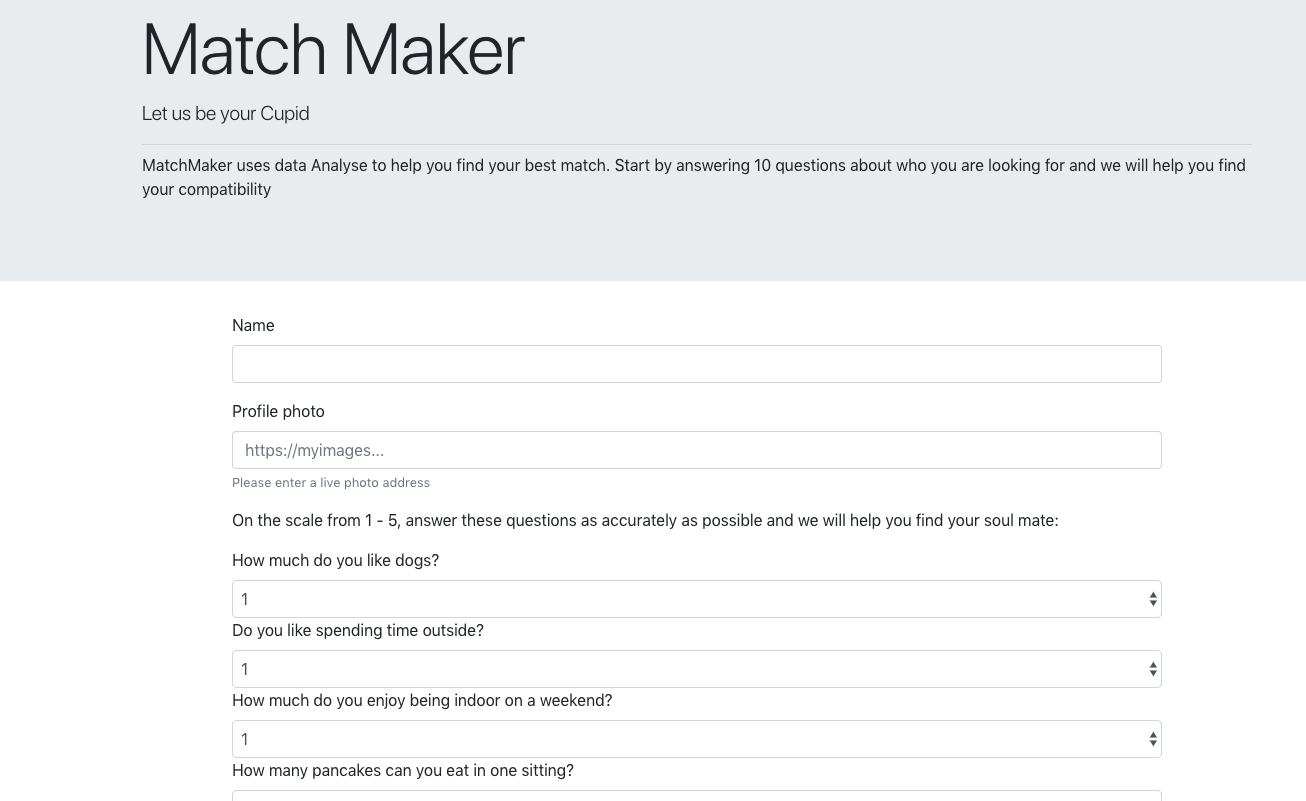 Match Maker
Let us be your Cupid
MatchMaker uses data Analyse to help you find your best match. Start by answering 10 questions about who you are looking for and we will help you find
your compatibility
Name
Profile photo
https://myimages...
Please enter a live photo address
On the scale from 1 - 5, answer these questions as accurately as possible and we will help you find your soul mate:
How much do you like dogs?
1
Do you like spending time outside?
1
How much do you enjoy being indoor on a weekend?
1
How many pancakes can you eat in one sitting?